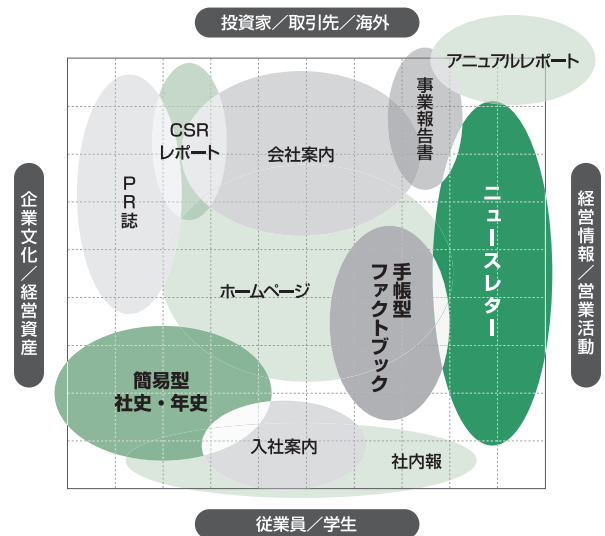 投資家／取引先／海外
アニュアルレポート
事業報告書
CSR
レポート
会社案内
PR誌
企業文化／経営資産
ニュースレター
経営情報／営業活動
手帳型
ファクトブック
ホームページ
簡易型
社史・年史
入社案内
社内報
従業員／学生